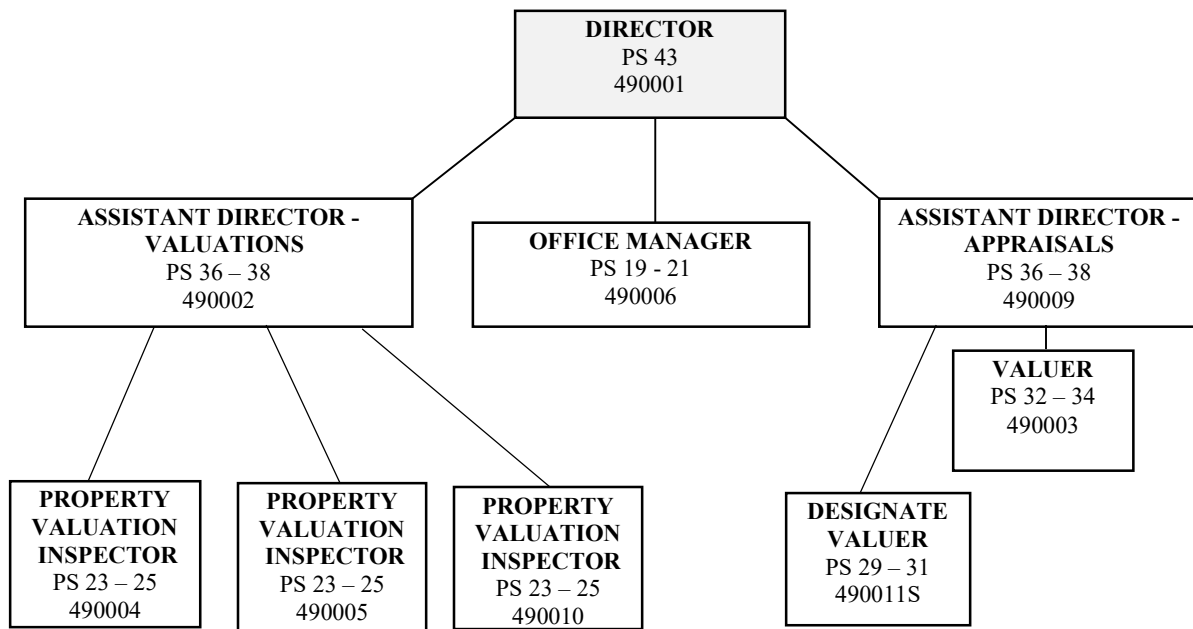 DIRECTOR
PS 43
490001
ASSISTANT DIRECTOR -
VALUATIONS
PS 36 – 38
490002
OFFICE MANAGER
PS 19 - 21
490006
ASSISTANT DIRECTOR -
APPRAISALS
PS 36 – 38
490009
VALUER
PS 32 – 34
490003
PROPERTY
VALUATION
INSPECTOR
PS 23 – 25
490004
PROPERTY
VALUATION
INSPECTOR
PS 23 – 25
490005
PROPERTY
VALUATION
INSPECTOR
PS 23 – 25
490010
DESIGNATE
VALUER
PS 29 – 31
490011S